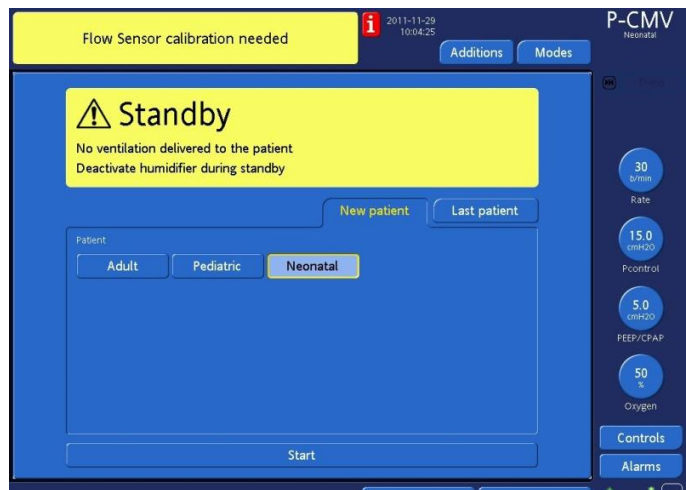 Flow Sensor calibration needed
i
2011-11-29
10:04:25
Additions
Modes
P-CMV
Neonatal
Standby
No ventilation delivered to the patient
Deactivate humidifier during standby
New patient
Last patient
Patient
Adult
Pediatric
Neonatal
Start
30
b/min
Rate
15.0
cmH2O
Pcontrol
5.0
cmH2O
PEEP/CPAP
50
%
Oxygen
Controls
Alarms